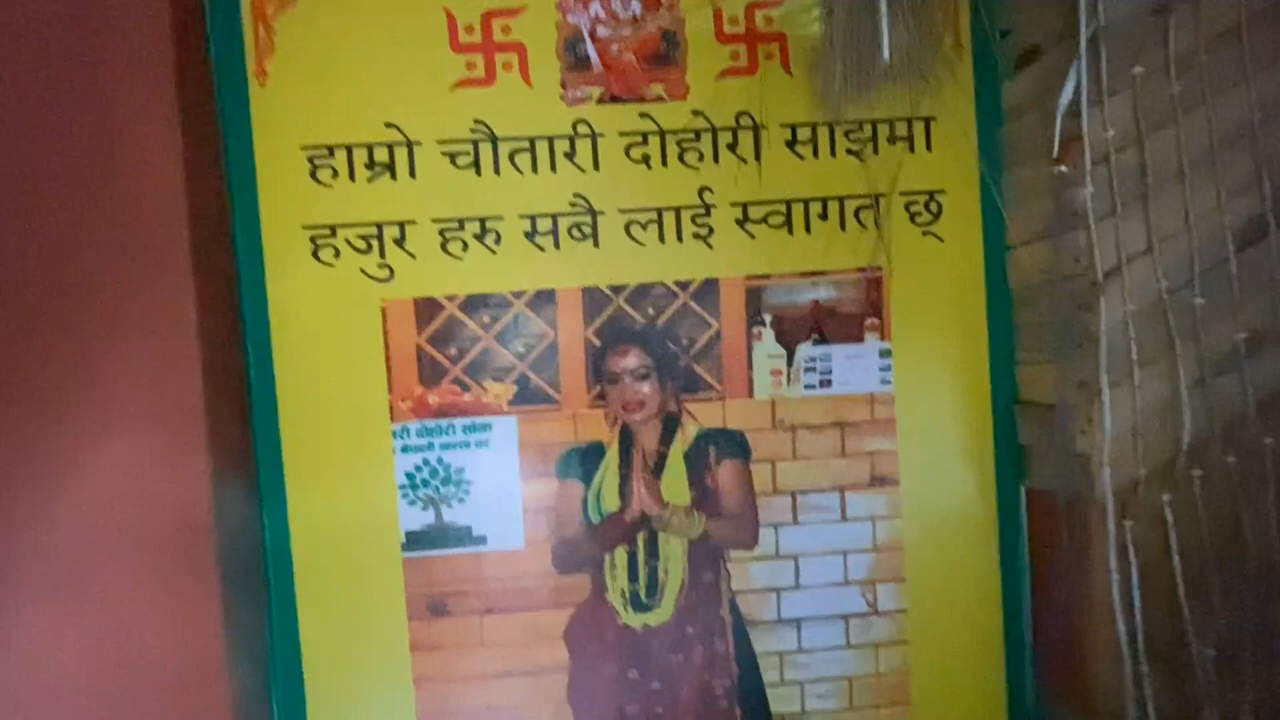 हाम्रो चौतारी दोहोरी साझमा
हजुर हरु सबै लाई स्वागत छ्
दोहोरी साँझ